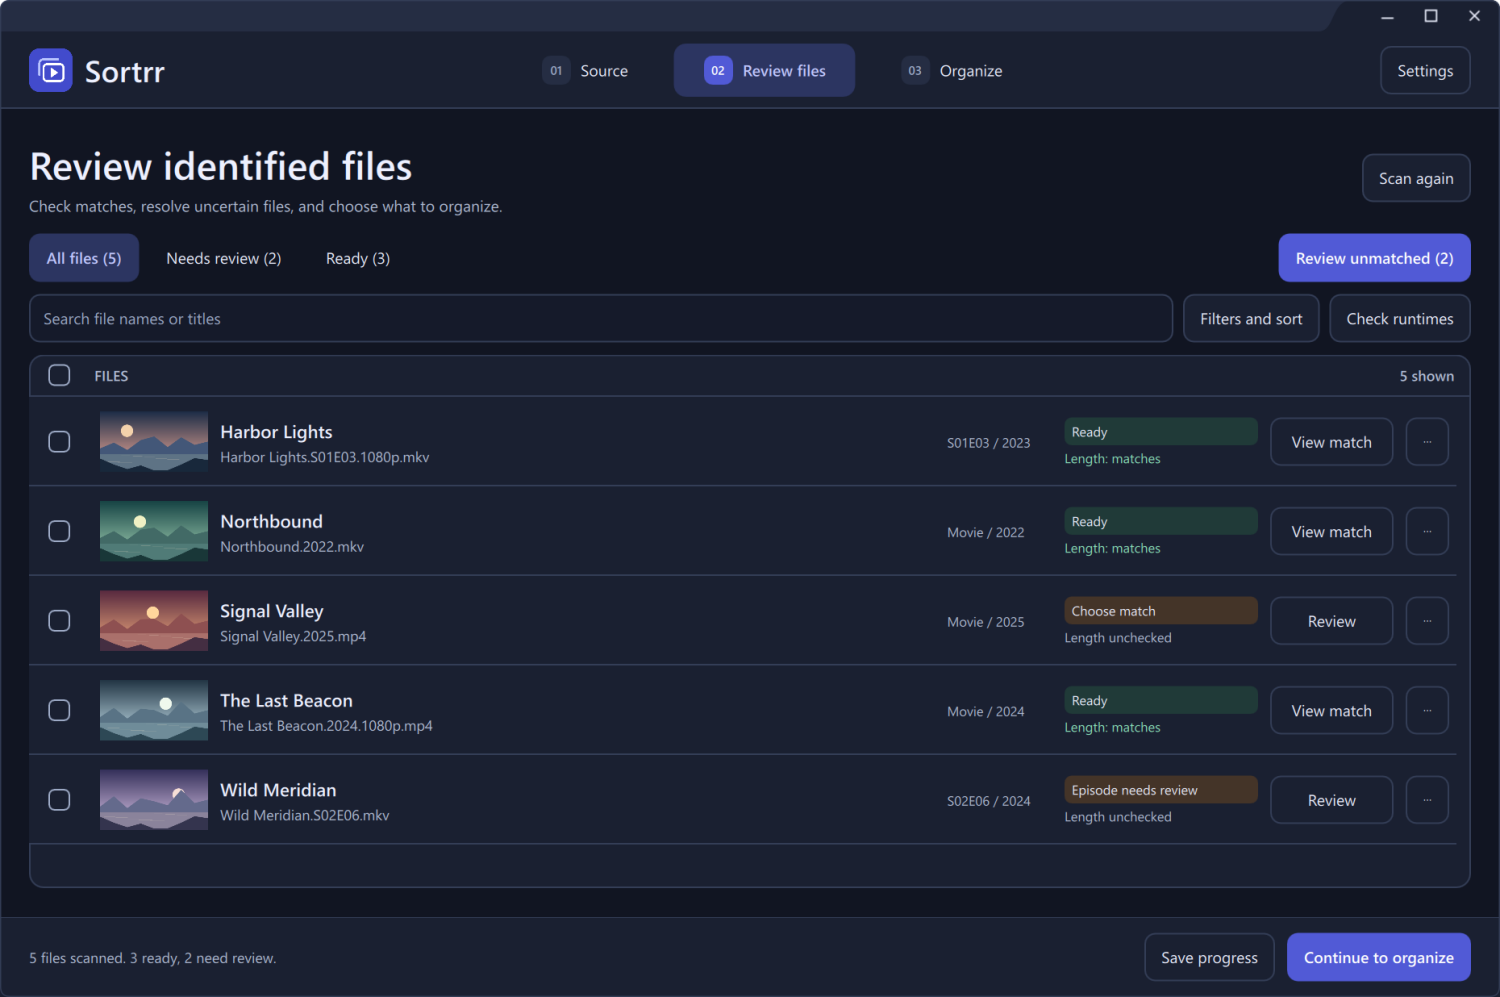 Sortrr
01 Source
02 Review files
03 Organize
Settings
Review identified files
Check matches, resolve uncertain files, and choose what to organize.
Scan again
All files (5)
Needs review (2)
Ready (3)
Review unmatched (2)
Search file names or titles
Filters and sort
Check runtimes
FILES
5 shown
Harbor Lights
Harbor Lights.S01E03.1080p.mkv
S01E03 / 2023
Ready
Length: matches
View match
...
Northbound
Northbound.2022.mkv
Movie / 2022
Ready
Length: matches
View match
...
Signal Valley
Signal Valley.2025.mp4
Movie / 2025
Choose match
Length unchecked
Review
...
The Last Beacon
The Last Beacon.2024.1080p.mp4
Movie / 2024
Ready
Length: matches
View match
...
Wild Meridian
Wild Meridian.S02E06.mkv
S02E06 / 2024
Episode needs review
Length unchecked
Review
...
5 files scanned. 3 ready, 2 need review.
Save progress
Continue to organize